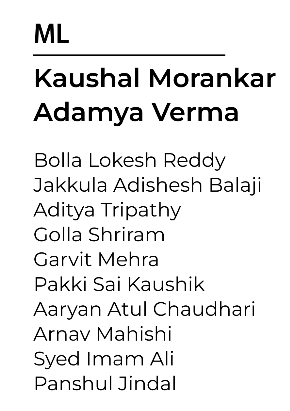 ML
Kaushal Morankar
Adamya Verma
Bolla Lokesh Reddy
Jakkula Adishesh Balaji
Aditya Tripathy
Golla Shriram
Garvit Mehra
Pakki Sai Kaushik
Aaryan Atul Chaudhari
Arnav Mahishi
Syed Imam Ali
Panshul Jindal